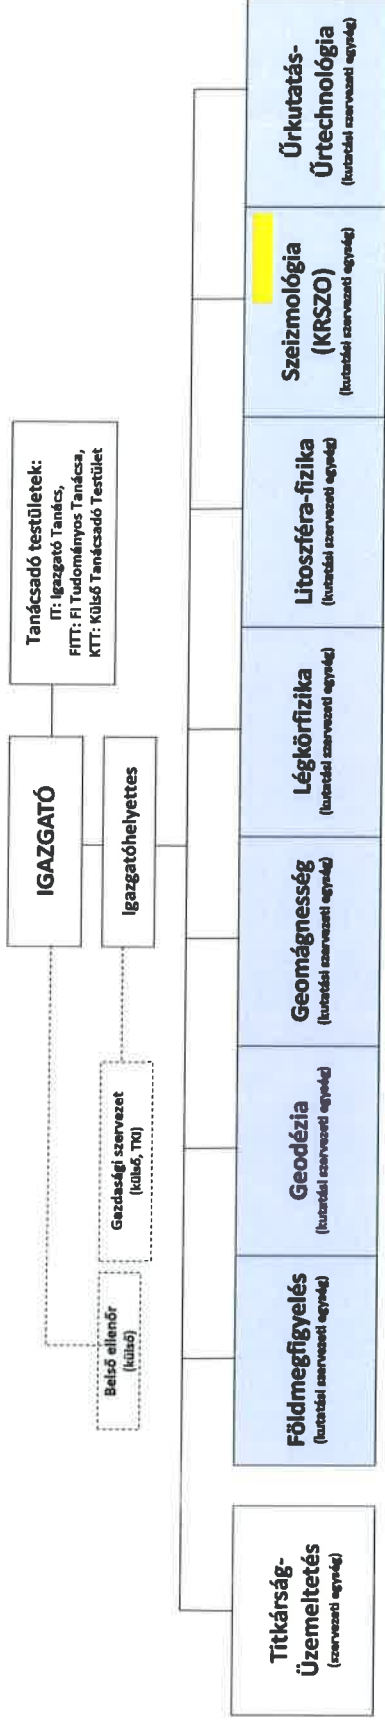 IGAZGATÓ
Tanácsadó testületek:
IT: Igazgató Tanács,
FITT: FI Tudományos Tanácsa,
KTT: Külső Tanácsadó Testület
Igazgatóhelyettes
Gazdasági szervezet
(külső, TKI)
Belső ellenőr
(külső)
Titkárság-
Üzemeltetés
(szervezeti egység)
Földmegfigyelés
(kutatási szervezeti egység)
Geodézia
(kutatási szervezeti egység)
Geomágnesség
(kutatási szervezeti egység)
Légkörfizika
(kutatási szervezeti egység)
Litoszféra-fizika
(kutatási szervezeti egység)
Szeizmológia
(KRSZO)
(kutatási szervezeti egység)
Űrkutatás-
Űrtechnológia
(kutatási szervezeti egység)